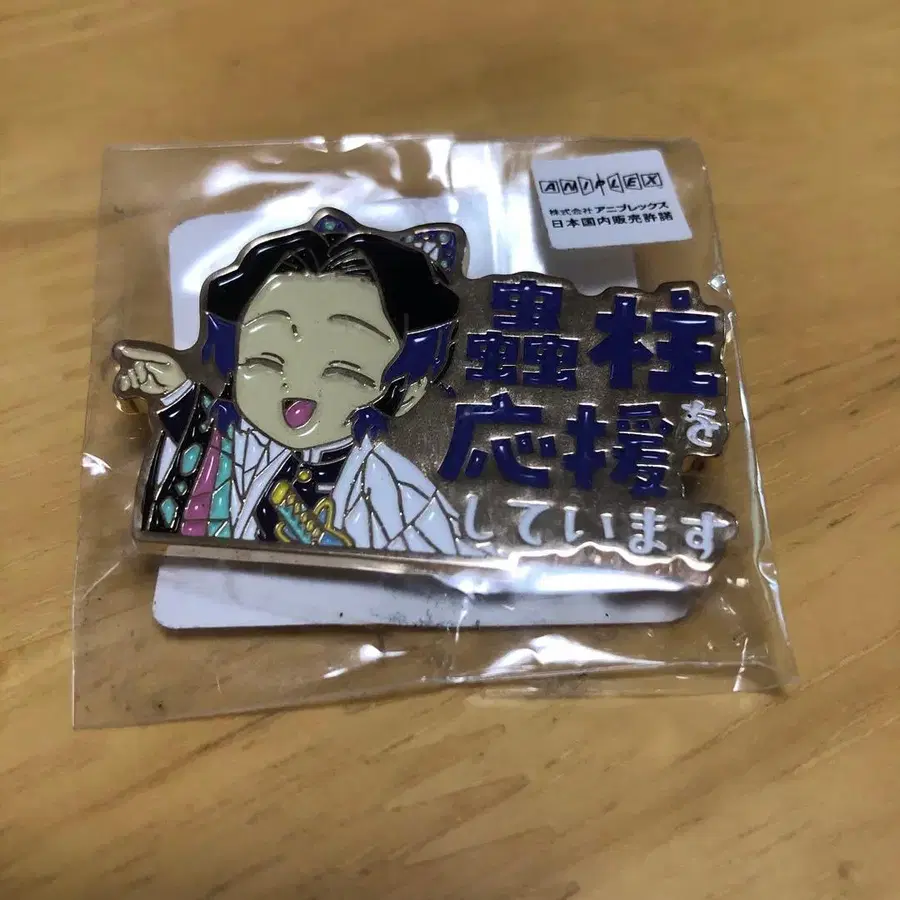 ANIPLEX
株式会社アニプレックス
日本国内販売許諾
蟲柱を
応援
しています